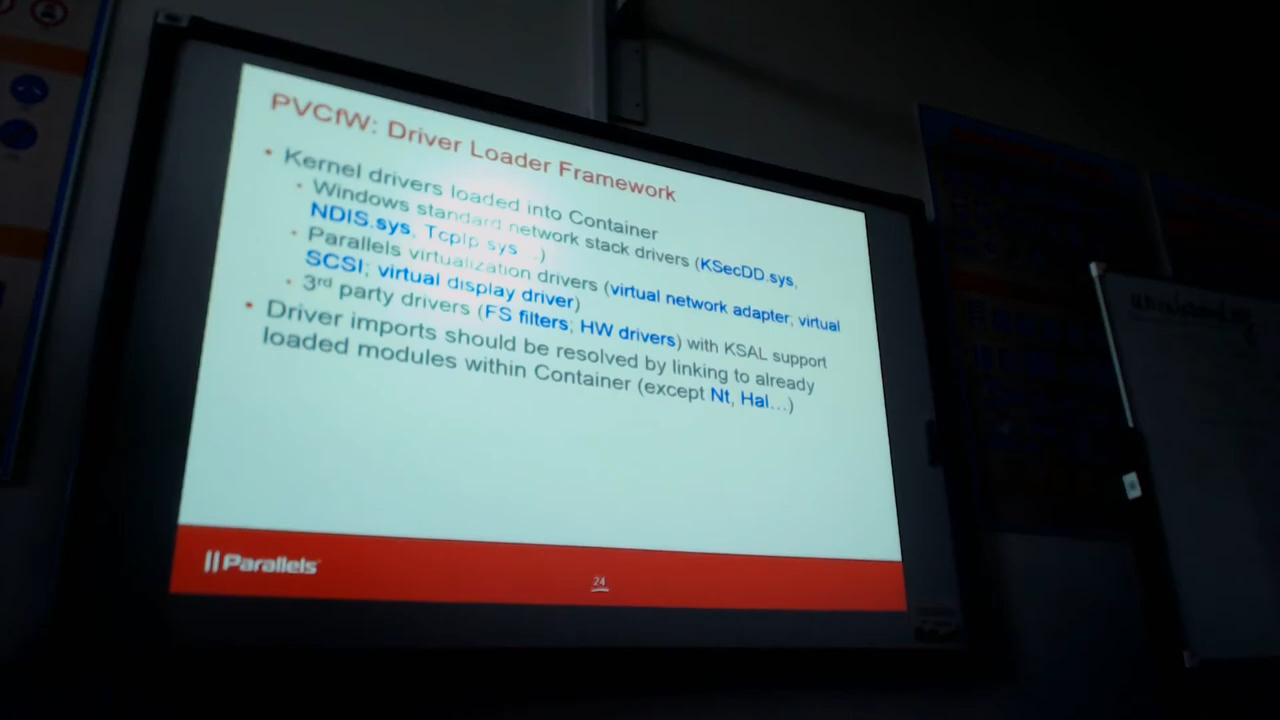 PVCfW: Driver Loader Framework
• Kernel drivers loaded into Container
• Windows standard network stack drivers (KSecDD.sys,
NDIS.sys, TcpIp sys ...)
• Parallels virtualization drivers (virtual network adapter; virtual
SCSI; virtual display driver)
• 3rd party drivers (FS filters; HW drivers) with KSAL support
• Driver imports should be resolved by linking to already
loaded modules within Container (except Nt, Hal...)
Parallels
24